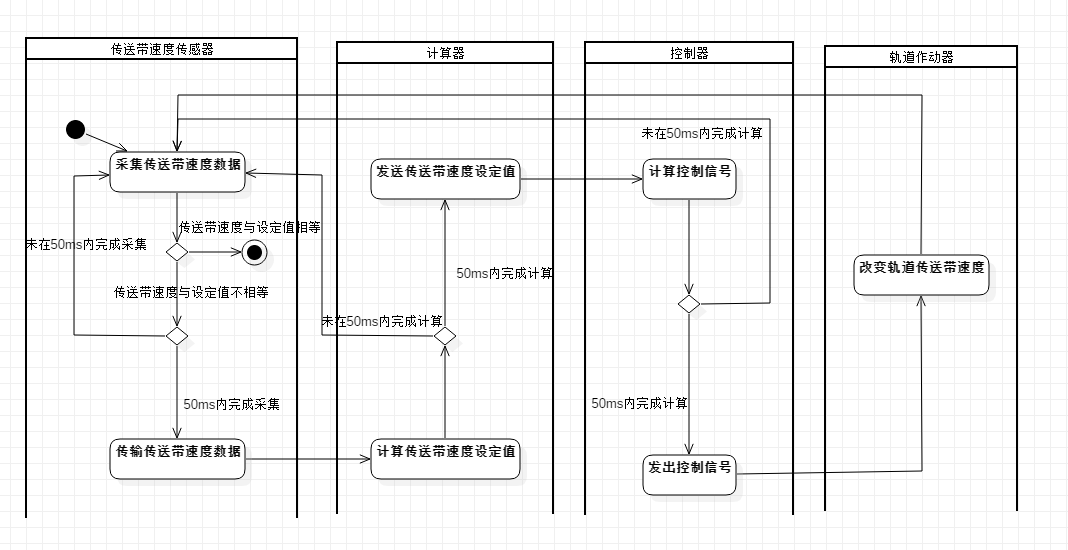 传送带速度传感器
计算器
控制器
轨道作动器
未在50ms内完成计算
采集传送带速度数据
发送传送带速度设定值
计算控制信号
传送带速度与设定值相等
未在50ms内完成采集
改变轨道传送带速度
50ms内完成计算
传送带速度与设定值不相等
未在50ms内完成计算
50ms内完成采集
50ms内完成计算
传输传送带速度数据
计算传送带速度设定值
发出控制信号